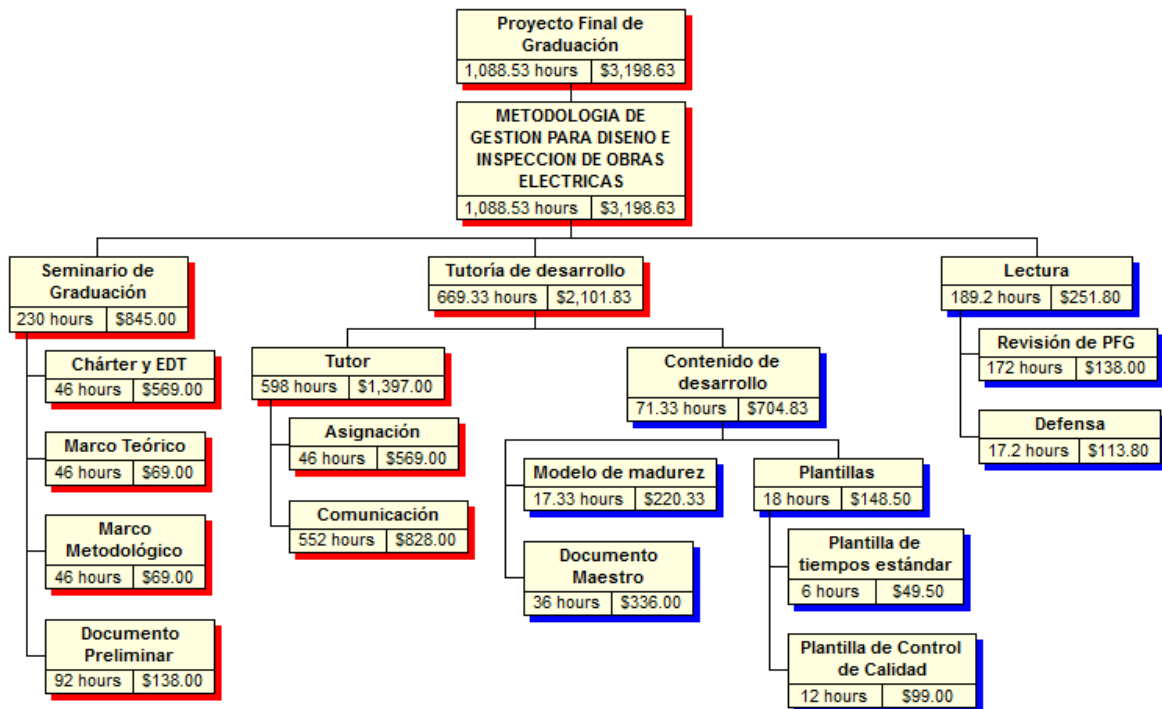 Proyecto Final de
Graduación
1,088.53 hours $3,198.63
METODOLOGIA DE
GESTION PARA DISENO E
INSPECCION DE OBRAS
ELECTRICAS
1,088.53 hours $3,198.63
Seminario de
Graduación
230 hours $845.00
Chárter y EDT
46 hours $569.00
Marco Teórico
46 hours $69.00
Marco
Metodológico
46 hours $69.00
Documento
Preliminar
92 hours $138.00
Tutoría de desarrollo
669.33 hours $2,101.83
Tutor
598 hours $1,397.00
Asignación
46 hours $569.00
Comunicación
552 hours $828.00
Contenido de
desarrollo
71.33 hours $704.83
Modelo de madurez
17.33 hours $220.33
Documento
Maestro
36 hours $336.00
Plantillas
18 hours $148.50
Plantilla de
tiempos estándar
6 hours $49.50
Plantilla de Control
de Calidad
12 hours $99.00
Lectura
189.2 hours $251.80
Revisión de PFG
172 hours $138.00
Defensa
17.2 hours $113.80